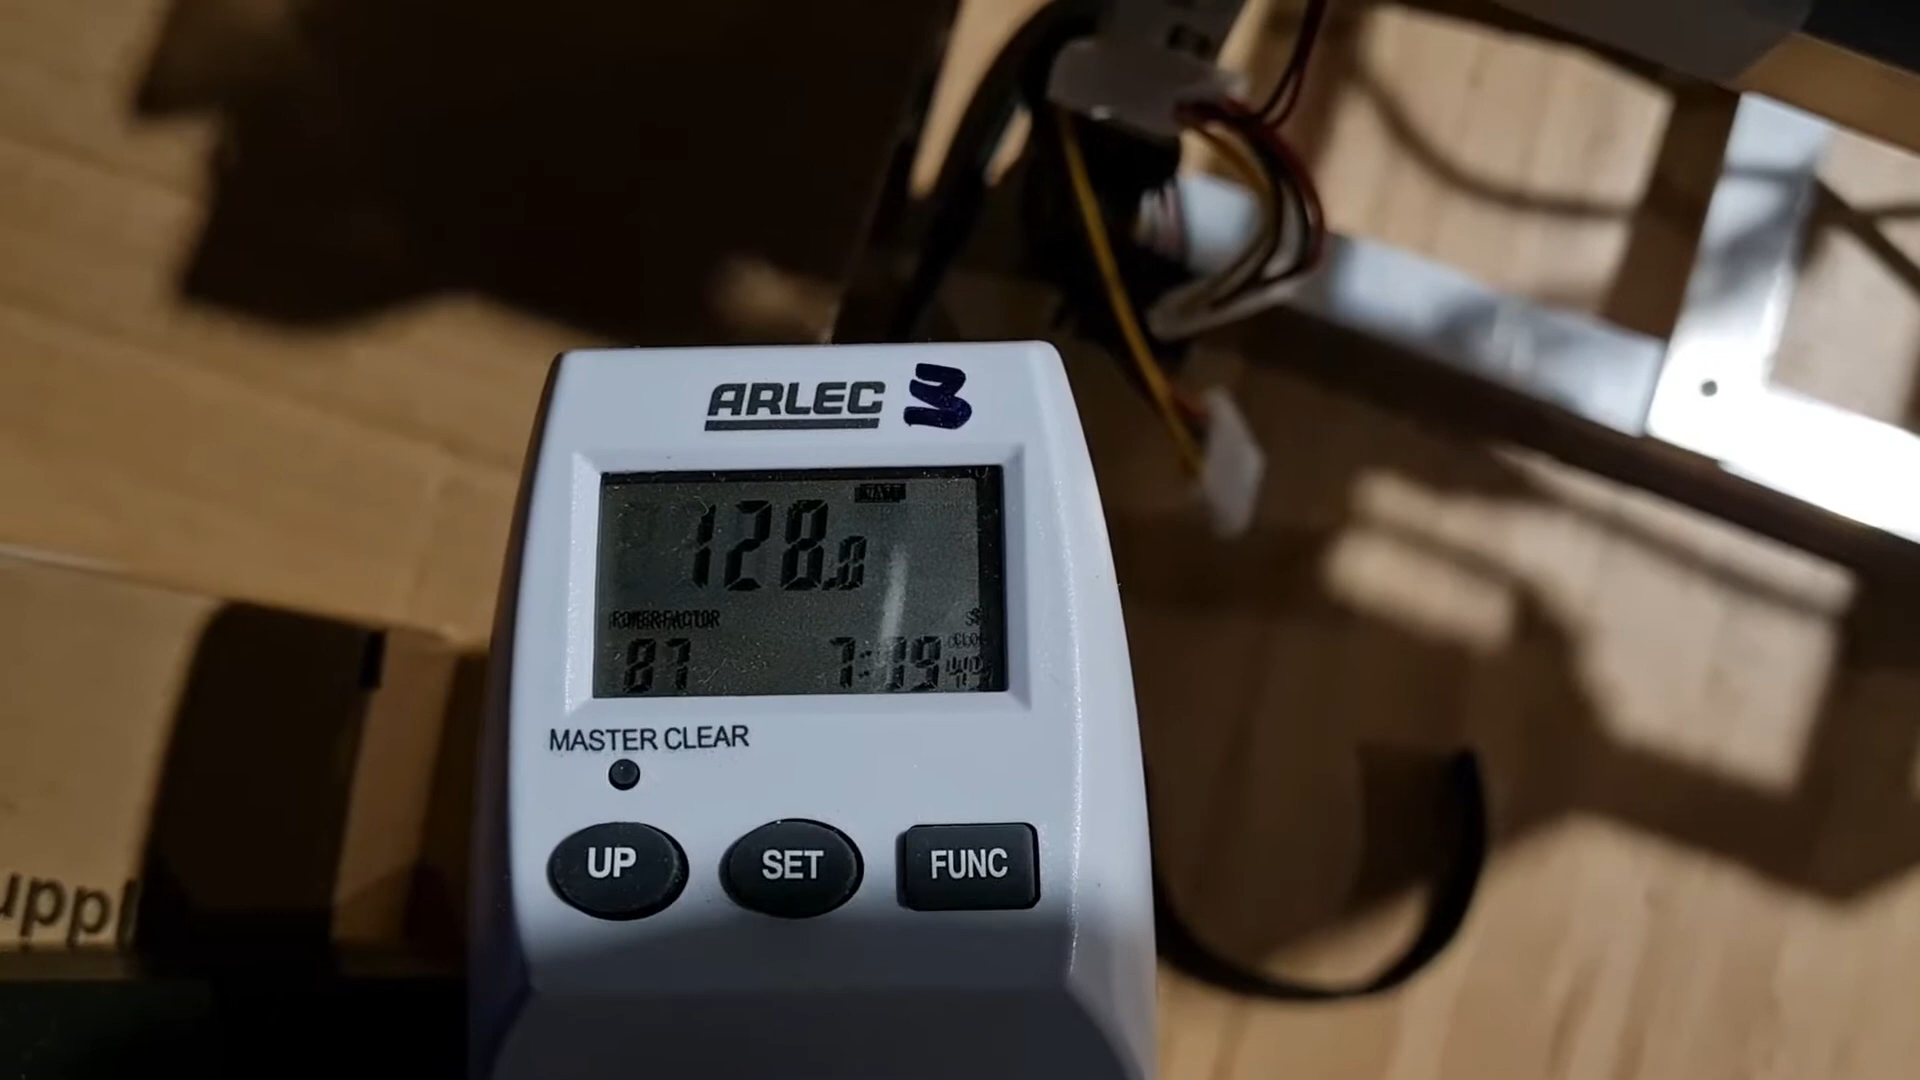 ARLEC 3
WATT
128.0
POWER FACTOR
87 7:19
MASTER CLEAR
UP SET FUNC
uppl